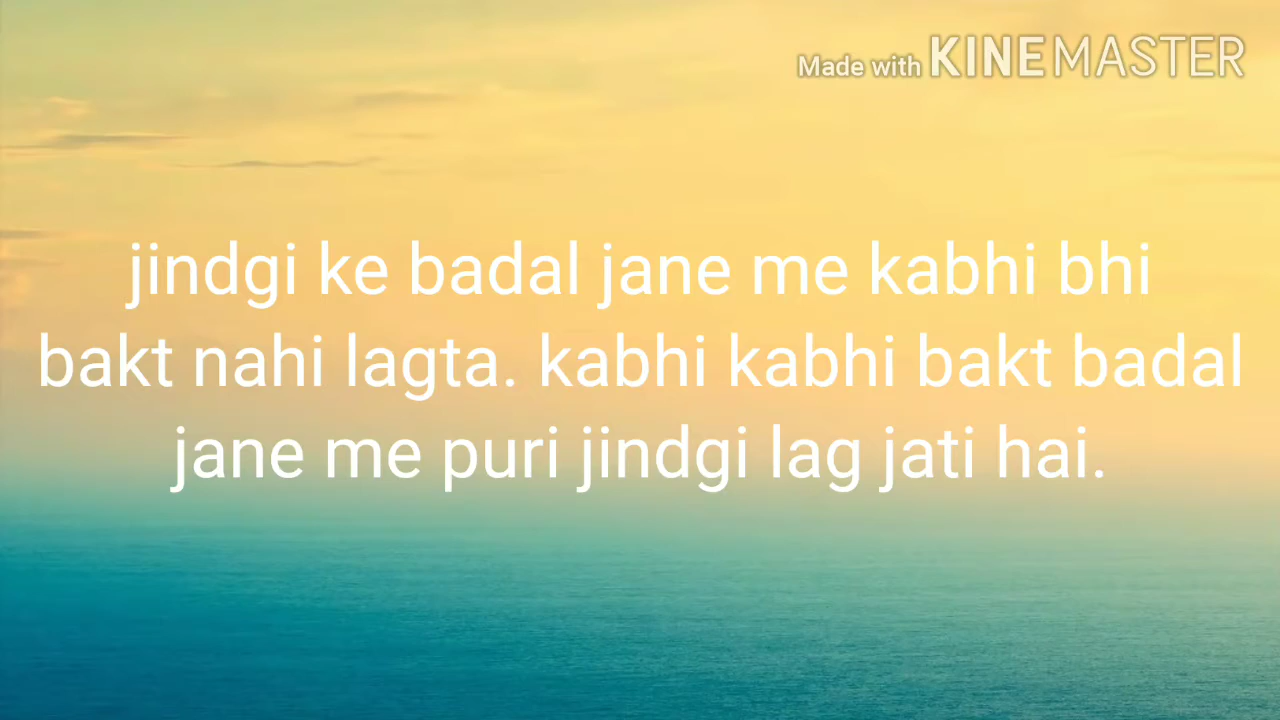 Made with KINEMASTER
jindgi ke badal jane me kabhi bhi
bakt nahi lagta. kabhi kabhi bakt badal
jane me puri jindgi lag jati hai.